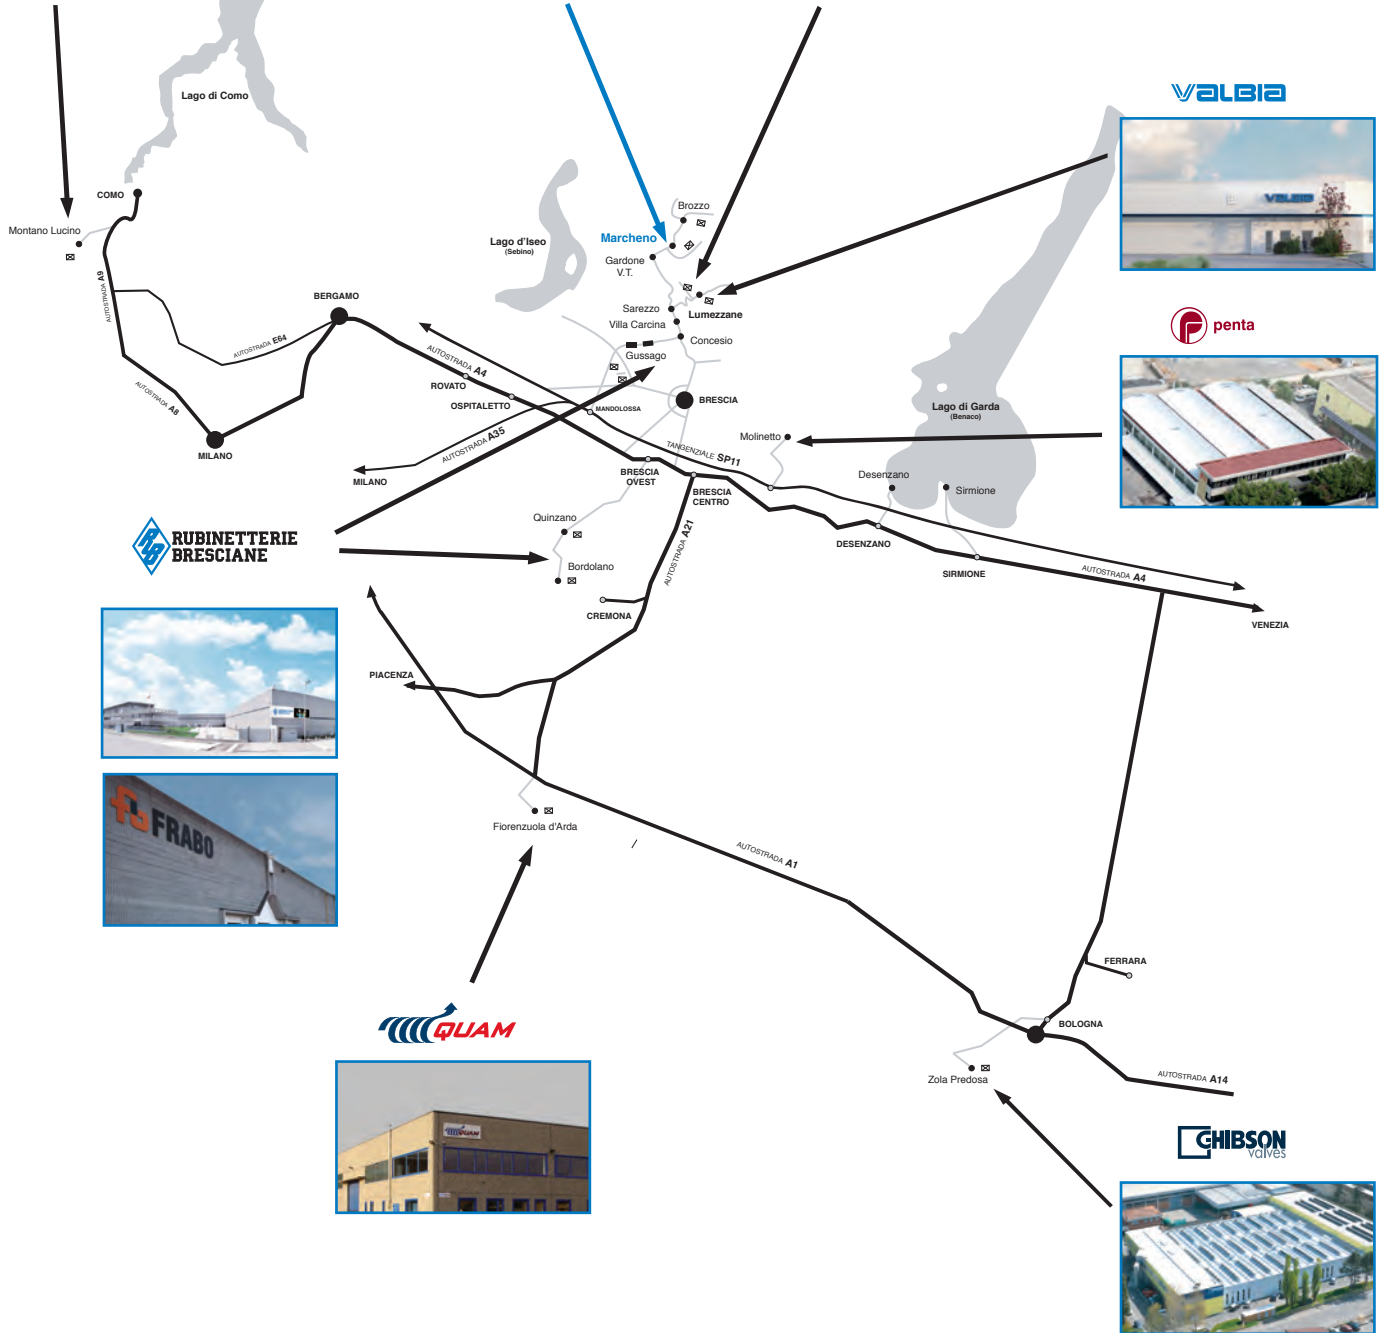 VALBIA
Lago di Como
VALBIA
COMO
Montano Lucino
Brozzo
Marcheno
Lago d'Iseo
(Sebino)
Gardone
V.T.
AUTOSTRADA A9
BERGAMO
Sarezzo
Lumezzane
Villa Carcina
penta
AUTOSTRADA E64
Concesio
Gussago
AUTOSTRADA A4
ROVATO
AUTOSTRADA A8
OSPITALETTO
MANDOLOSSA
BRESCIA
Lago di Garda
(Benaco)
Molinetto
AUTOSTRADA A35
MILANO
TANGENZIALE SP11
MILANO
BRESCIA
OVEST
BRESCIA
CENTRO
Desenzano
Sirmione
Quinzano
RUBINETTERIE
BRESCIANE
AUTOSTRADA A21
DESENZANO
Bordolano
SIRMIONE
AUTOSTRADA A4
CREMONA
VENEZIA
PIACENZA
FRABO
Fiorenzuola d'Arda
AUTOSTRADA A1
FERRARA
QUAM
BOLOGNA
Zola Predosa
AUTOSTRADA A14
QUAM
GHIBSON
valves